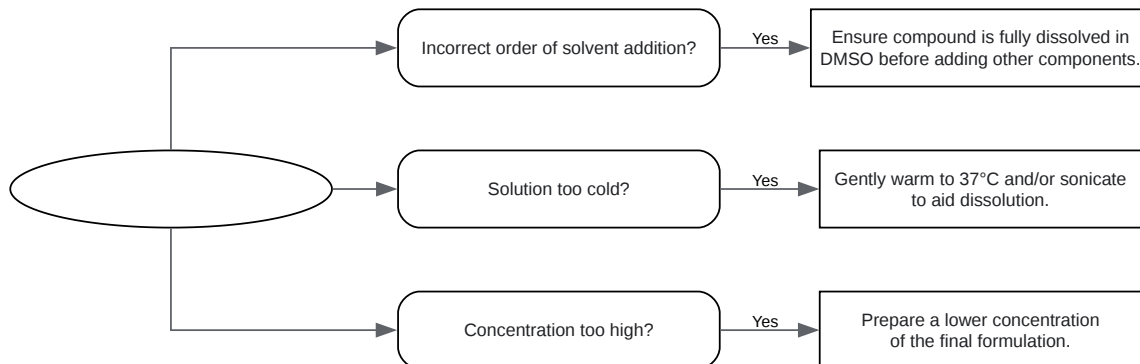 Incorrect order of solvent addition?
Yes
Ensure compound is fully dissolved in
DMSO before adding other components.
Solution too cold?
Yes
Gently warm to 37°C and/or sonicate
to aid dissolution.
Concentration too high?
Yes
Prepare a lower concentration
of the final formulation.